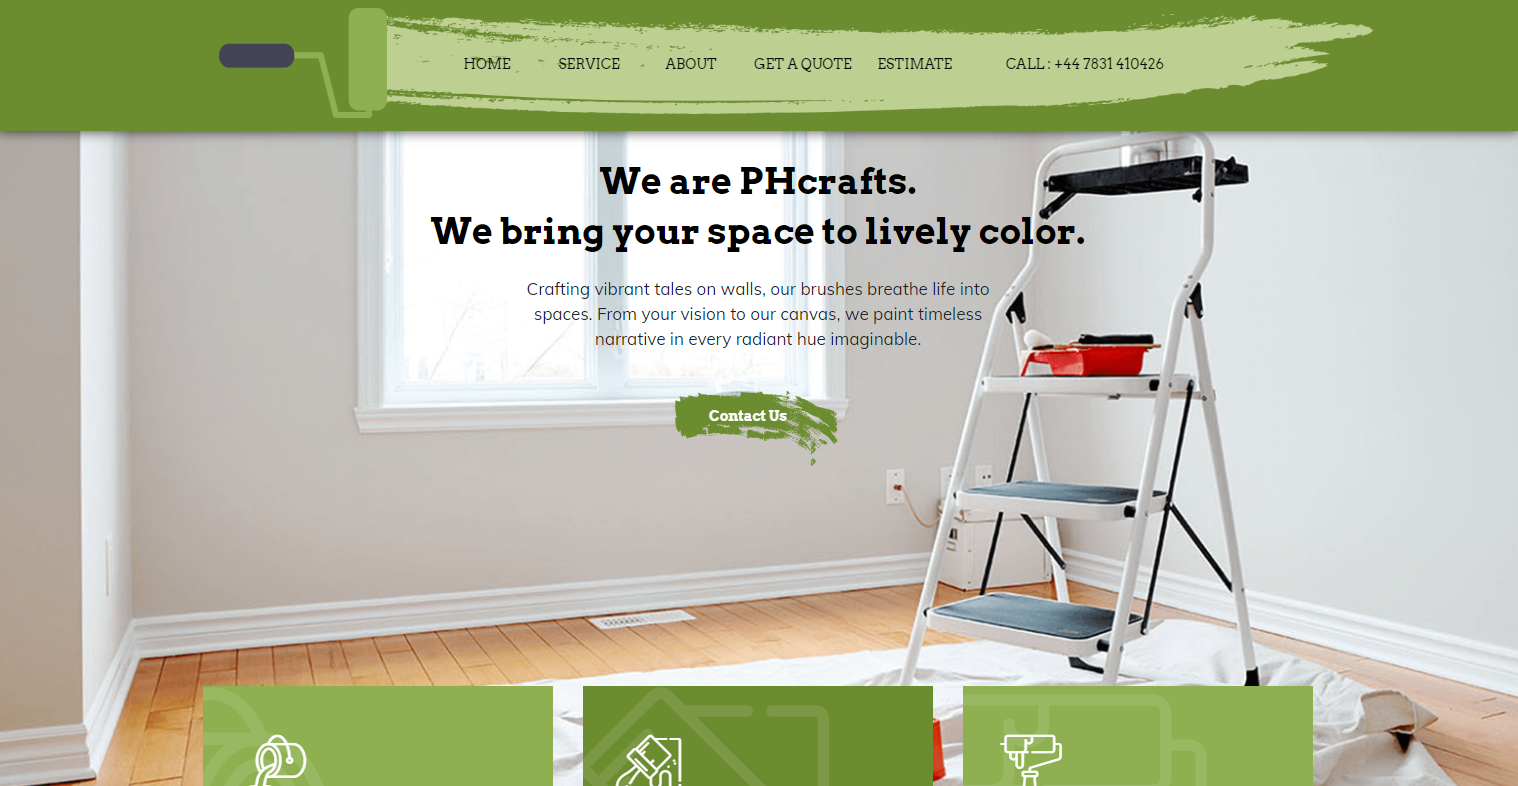 HOME SERVICE ABOUT GET A QUOTE ESTIMATE CALL : +44 7831 410426
We are PHcrafts.
We bring your space to lively color.
Crafting vibrant tales on walls, our brushes breathe life into
spaces. From your vision to our canvas, we paint timeless
narrative in every radiant hue imaginable.
Contact Us